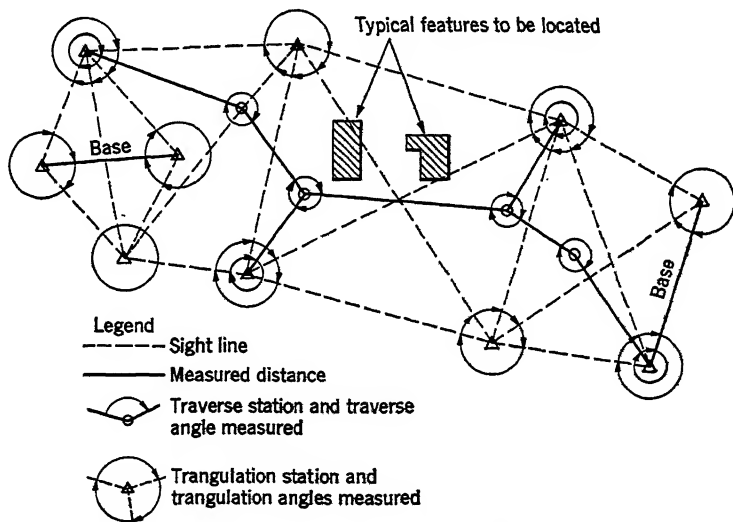 Typical features to be located
Base
Base
Legend
Sight line
Measured distance
Traverse station and traverse
angle measured
Trangulation station and
trangulation angles measured